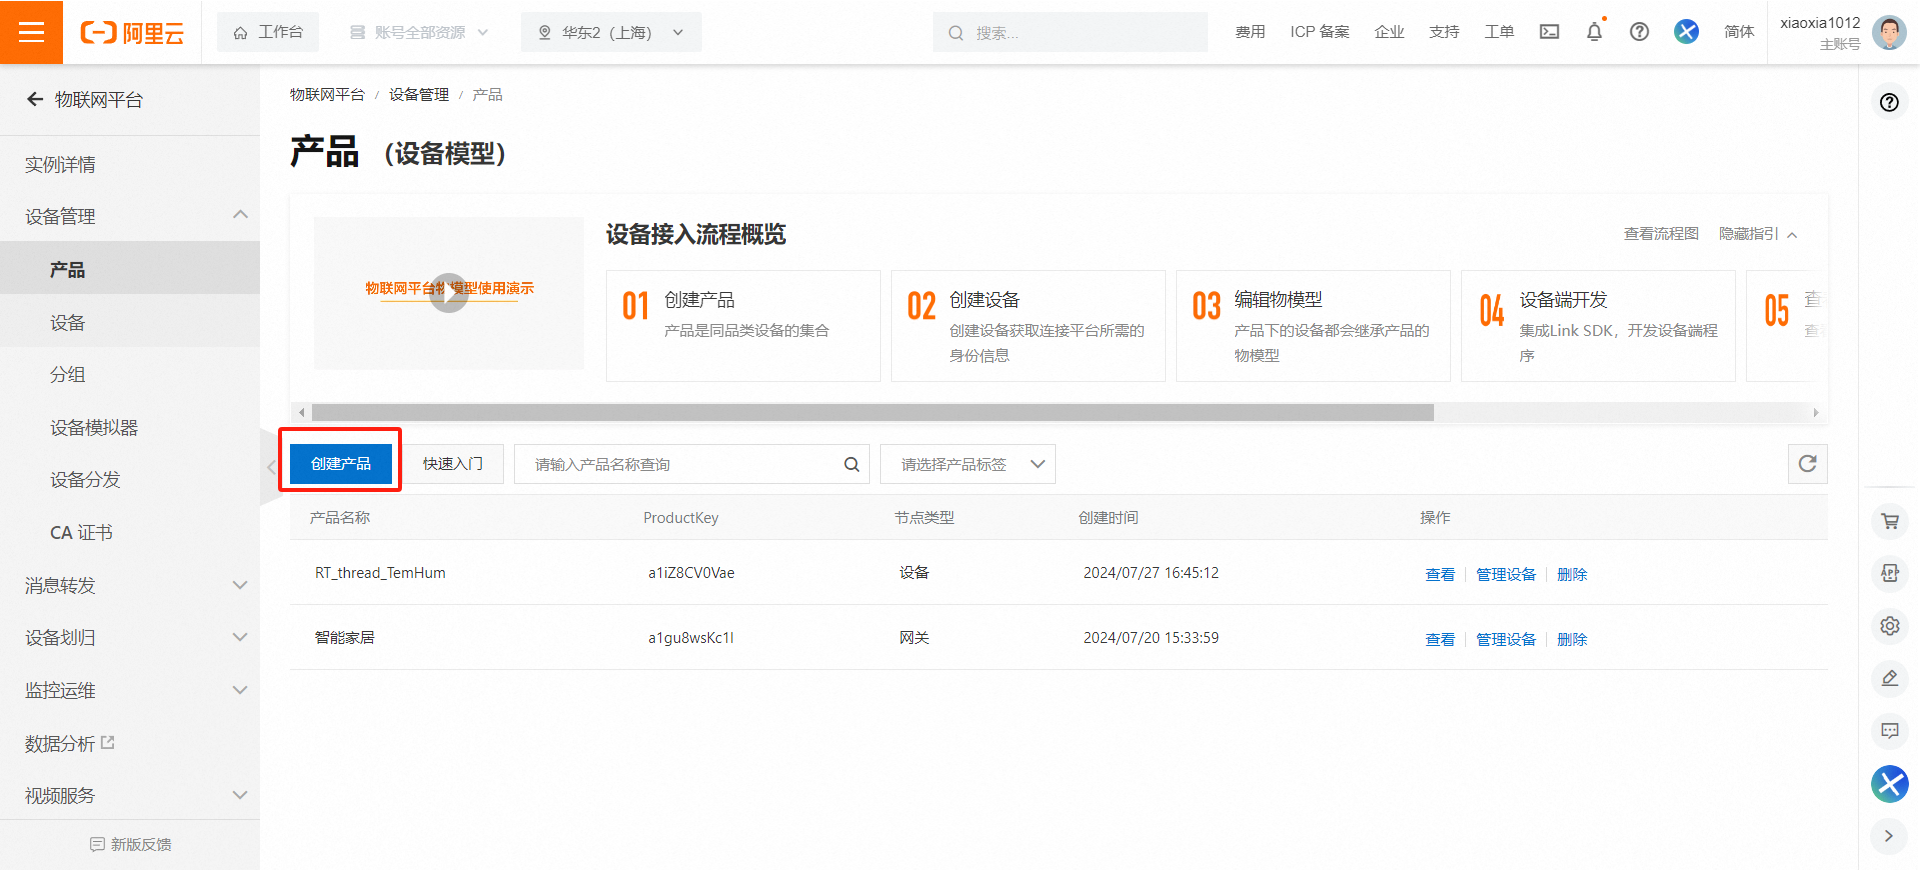 阿里云
工作台
账号全部资源
华东2（上海）
搜索...
费用
ICP 备案
企业
支持
工单
简体
xiaoxia1012
主账号
物联网平台
实例详情
设备管理
产品
设备
分组
设备模拟器
设备分发
CA 证书
消息转发
设备划归
监控运维
数据分析
视频服务
新版反馈
物联网平台 / 设备管理 / 产品
产品 （设备模型）
物联网平台物模型使用演示
设备接入流程概览
查看流程图 隐藏指引
01 创建产品
产品是同品类设备的集合
02 创建设备
创建设备获取连接平台所需的
身份信息
03 编辑物模型
产品下的设备都会继承产品的
物模型
04 设备端开发
集成Link SDK，开发设备端程
序
05 查
查
创建产品 快速入门 请输入产品名称查询 请选择产品标签
产品名称 ProductKey 节点类型 创建时间 操作
RT_thread_TemHum a1iZ8CV0Vae 设备 2024/07/27 16:45:12 查看 管理设备 删除
智能家居 a1gu8wsKc1l 网关 2024/07/20 15:33:59 查看 管理设备 删除
APP